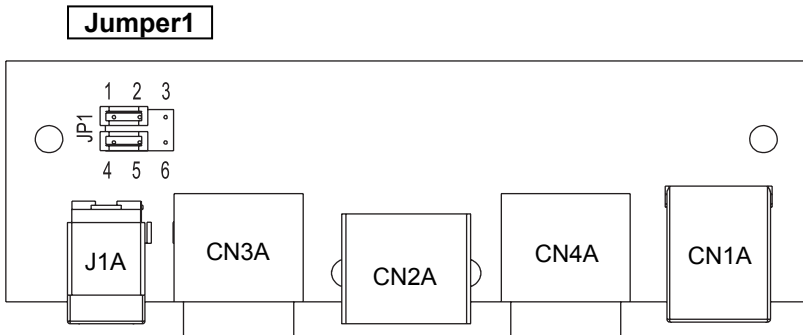 Jumper1
1 2 3
JP1
4 5 6
J1A
CN3A
CN2A
CN4A
CN1A